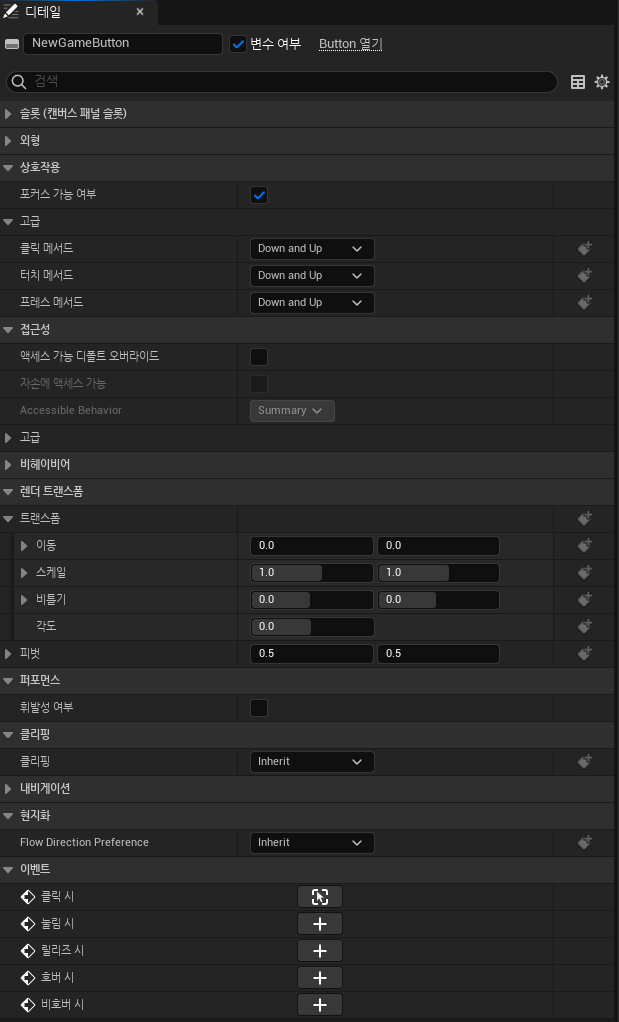 디테일
NewGameButton 변수 여부 Button 열기
검색
슬롯 (캔버스 패널 슬롯)
외형
상호작용
포커스 가능 여부
고급
클릭 메서드 Down and Up
터치 메서드 Down and Up
프레스 메서드 Down and Up
접근성
액세스 가능 디폴트 오버라이드
자손에 액세스 가능
Accessible Behavior Summary
고급
비헤이비어
렌더 트랜스폼
트랜스폼
이동 0.0 0.0
스케일 1.0 1.0
비틀기 0.0 0.0
각도 0.0
피벗 0.5 0.5
퍼포먼스
휘발성 여부
클리핑
클리핑 Inherit
내비게이션
현지화
Flow Direction Preference Inherit
이벤트
클릭 시
눌림 시
릴리즈 시
호버 시
비호버 시